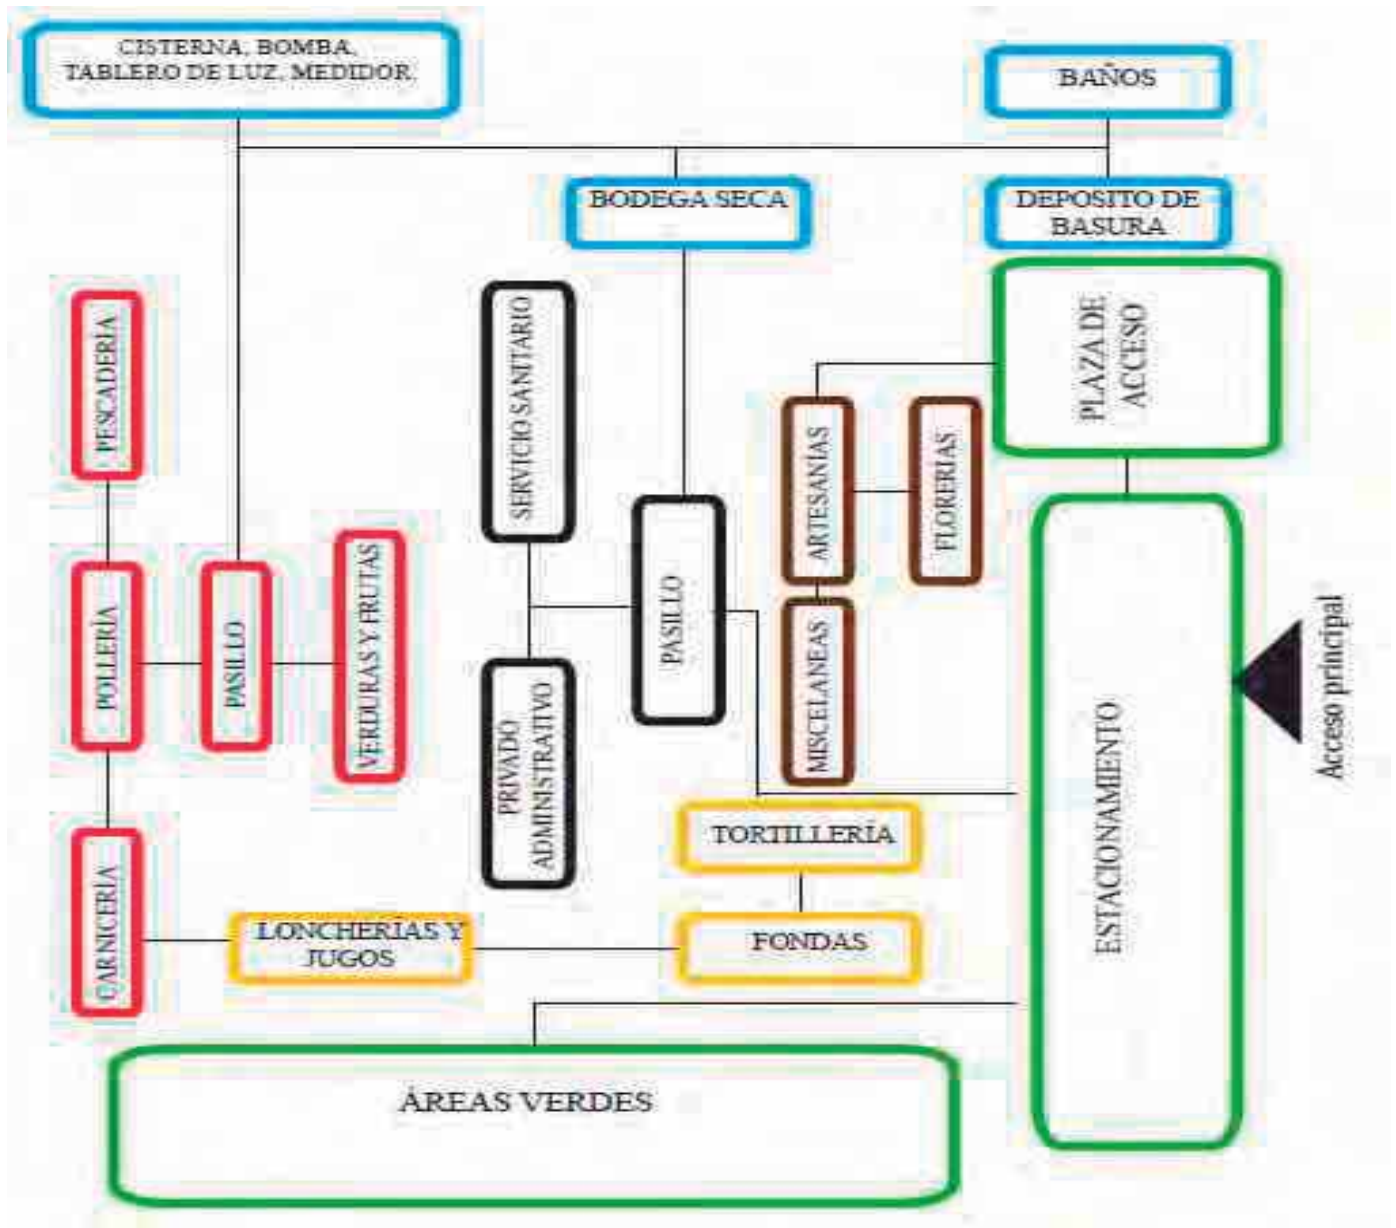 CISTERNA, BOMBA,
TABLERO DE LUZ, MEDIDOR.
BAÑOS
BODEGA SECA
DEPOSITO DE
BASURA
PESCADERÍA
SERVICIO SANITARIO
PLAZA DE
ACCESO
ARTESANÍAS
FLORERIAS
POLLERÍA
PASILLO
VERDURAS Y FRUTAS
PASILLO
MISCELANEAS
PRIVADO
ADMINISTRATIVO
ESTACIONAMIENTO
Acceso principal
TORTILLERÍA
CARNICERÍA
LONCHERÍAS Y
JUGOS
FONDAS
ÁREAS VERDES